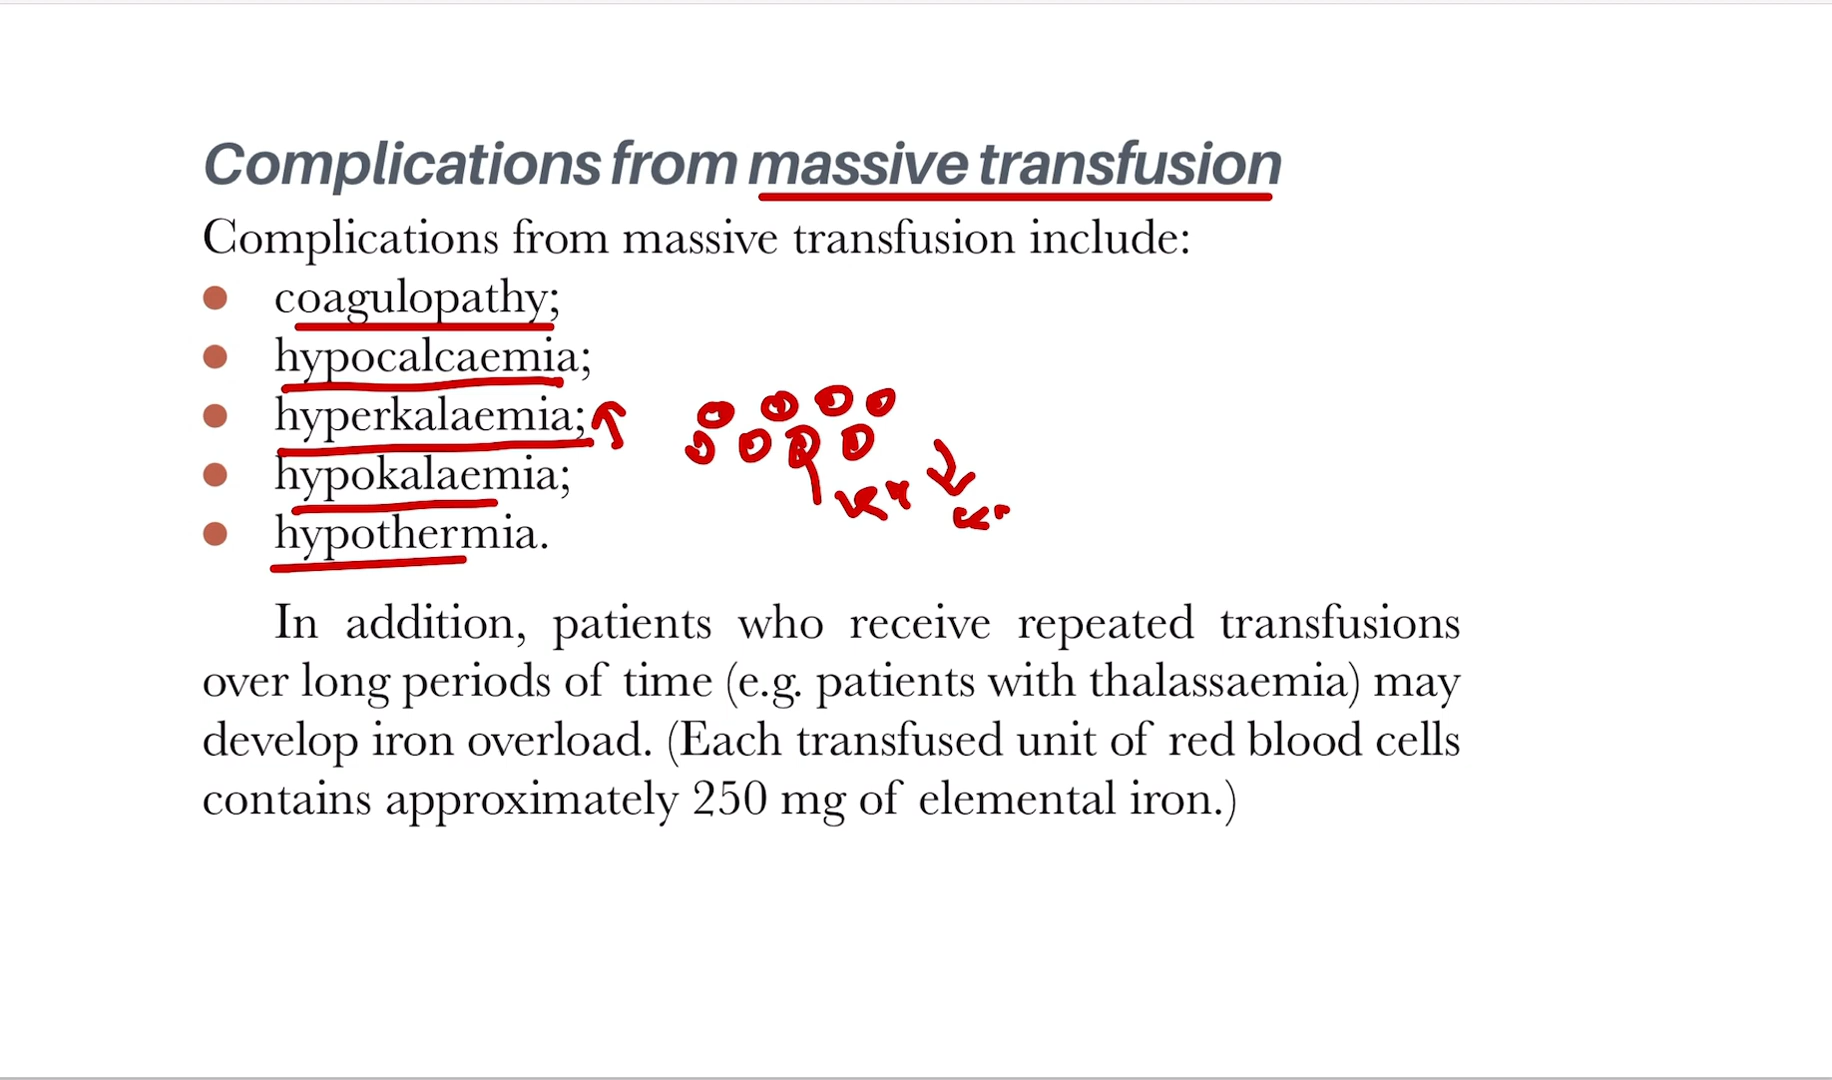 Complications from massive transfusion
Complications from massive transfusion include:
coagulopathy;
hypocalcaemia;
hyperkalaemia;
hypokalaemia;
hypothermia.
In addition, patients who receive repeated transfusions
over long periods of time (e.g. patients with thalassaemia) may
develop iron overload. (Each transfused unit of red blood cells
contains approximately 250 mg of elemental iron.)